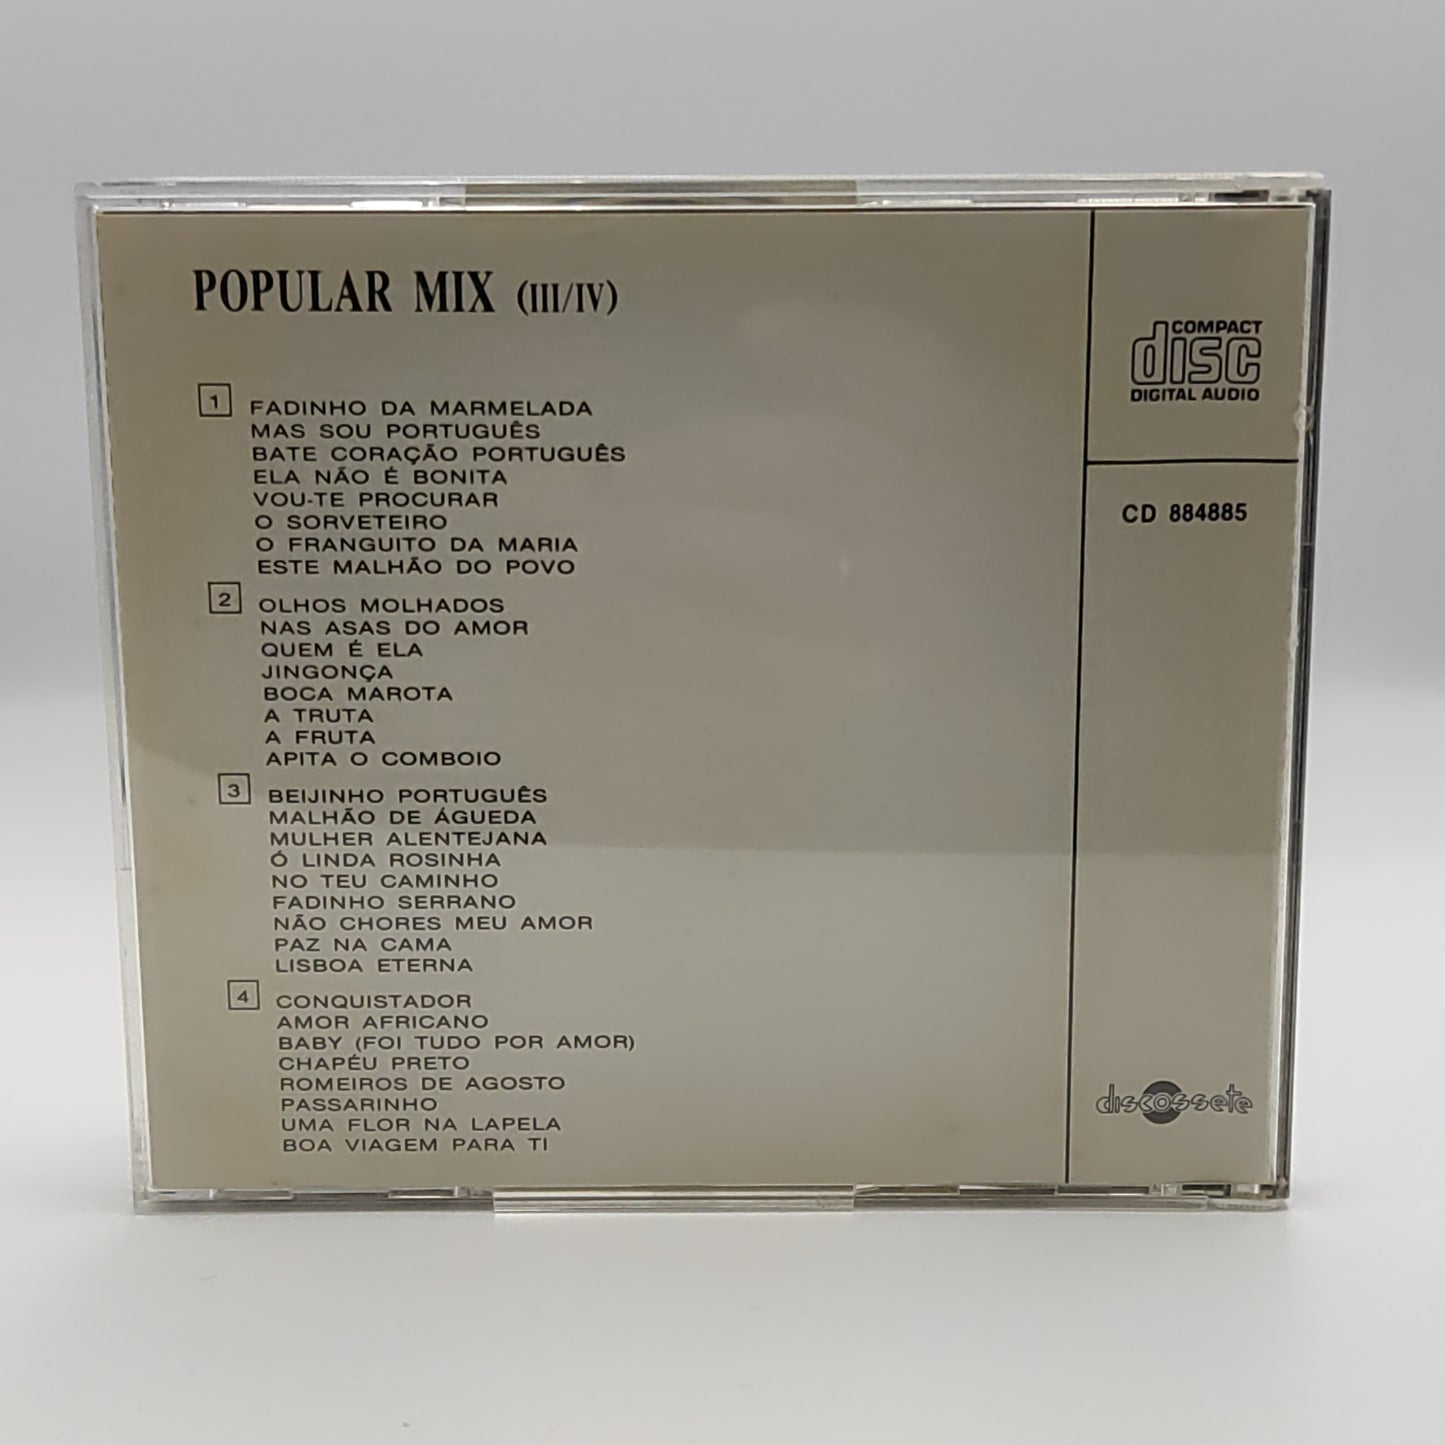 POPULAR MIX (III/IV)
1 FADINHO DA MARMELADA
MAS SOU PORTUGUÊS
BATE CORAÇÃO PORTUGUÊS
ELA NÃO É BONITA
VOU-TE PROCURAR
O SORVETEIRO
O FRANGUITO DA MARIA
ESTE MALHÃO DO POVO
2 OLHOS MOLHADOS
NAS ASAS DO AMOR
QUEM É ELA
JINGONÇA
BOCA MAROTA
A TRUTA
A FRUTA
APITA O COMBOIO
3 BEIJINHO PORTUGUÊS
MALHÃO DE ÁGUEDA
MULHER ALENTEJANA
Ó LINDA ROSINHA
NO TEU CAMINHO
FADINHO SERRANO
NÃO CHORES MEU AMOR
PAZ NA CAMA
LISBOA ETERNA
4 CONQUISTADOR
AMOR AFRICANO
BABY (FOI TUDO POR AMOR)
CHAPÉU PRETO
ROMEIROS DE AGOSTO
PASSARINHO
UMA FLOR NA LAPELA
BOA VIAGEM PARA TI
COMPACT
disc
DIGITAL AUDIO
CD 884885
discossete